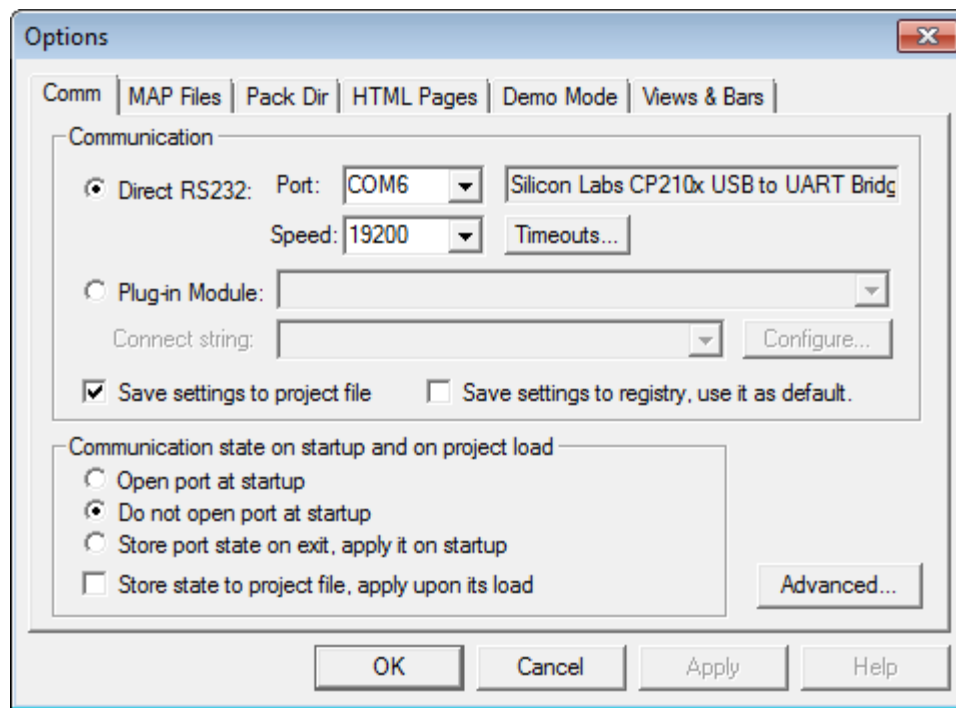 Options
Comm MAP Files Pack Dir HTML Pages Demo Mode Views & Bars
Communication
Direct RS232: Port: COM6 Silicon Labs CP210x USB to UART Bridg
Speed: 19200 Timeouts...
Plug-in Module:
Connect string: Configure...
Save settings to project file Save settings to registry, use it as default.
Communication state on startup and on project load
Open port at startup
Do not open port at startup
Store port state on exit, apply it on startup
Store state to project file, apply upon its load Advanced...
OK Cancel Apply Help